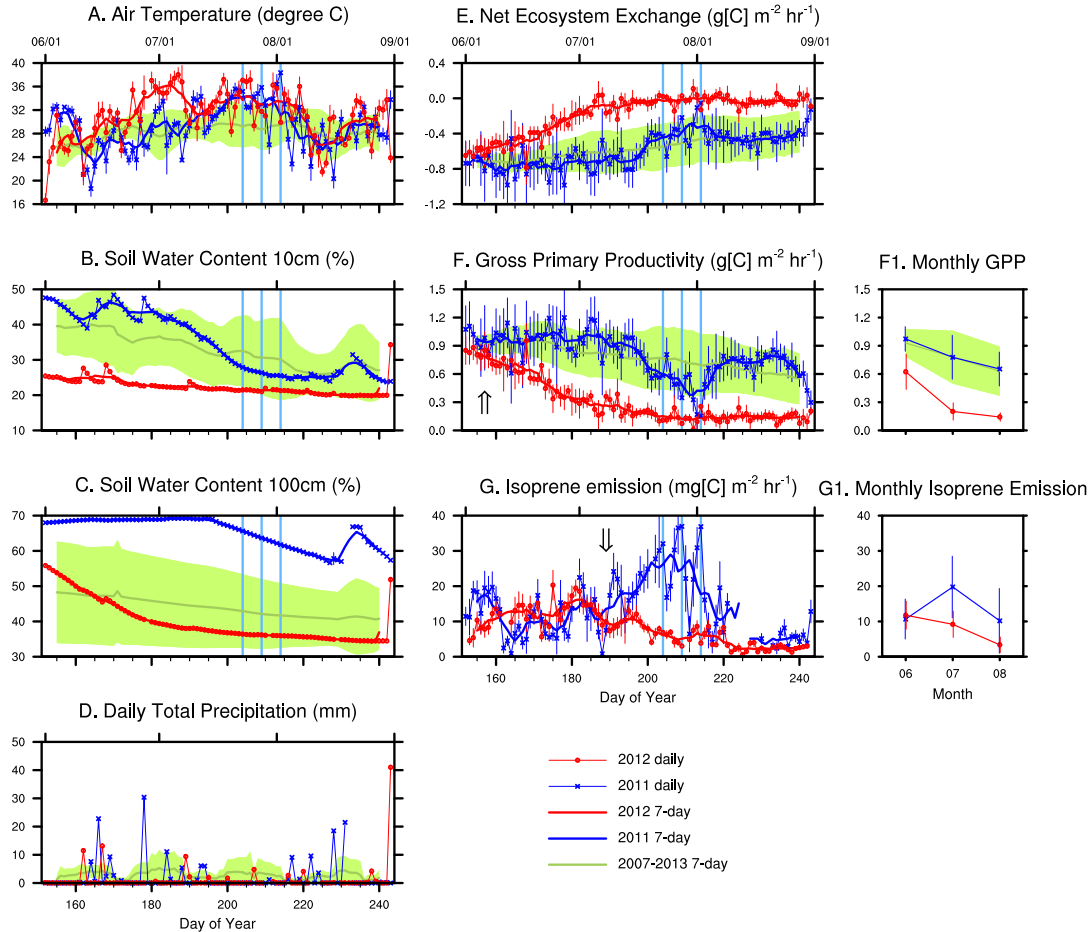 A. Air Temperature (degree C)
06/01 07/01 08/01 09/01
40
36
32
28
24
20
16
E. Net Ecosystem Exchange (g[C] m⁻² hr⁻¹)
06/01 07/01 08/01 09/01
0.4
0.0
-0.4
-0.8
-1.2
B. Soil Water Content 10cm (%)
50
40
30
20
10
F. Gross Primary Productivity (g[C] m⁻² hr⁻¹)
1.5
1.2
0.9
0.6
0.3
0.0
⇑
F1. Monthly GPP
1.5
1.2
0.9
0.6
0.3
0.0
C. Soil Water Content 100cm (%)
70
60
50
40
30
G. Isoprene emission (mg[C] m⁻² hr⁻¹)
40
30
20
10
0
⇓
160 180 200 220 240
Day of Year
G1. Monthly Isoprene Emission
40
30
20
10
0
06 07 08
Month
D. Daily Total Precipitation (mm)
50
40
30
20
10
0
160 180 200 220 240
Day of Year
2012 daily
2011 daily
2012 7-day
2011 7-day
2007-2013 7-day